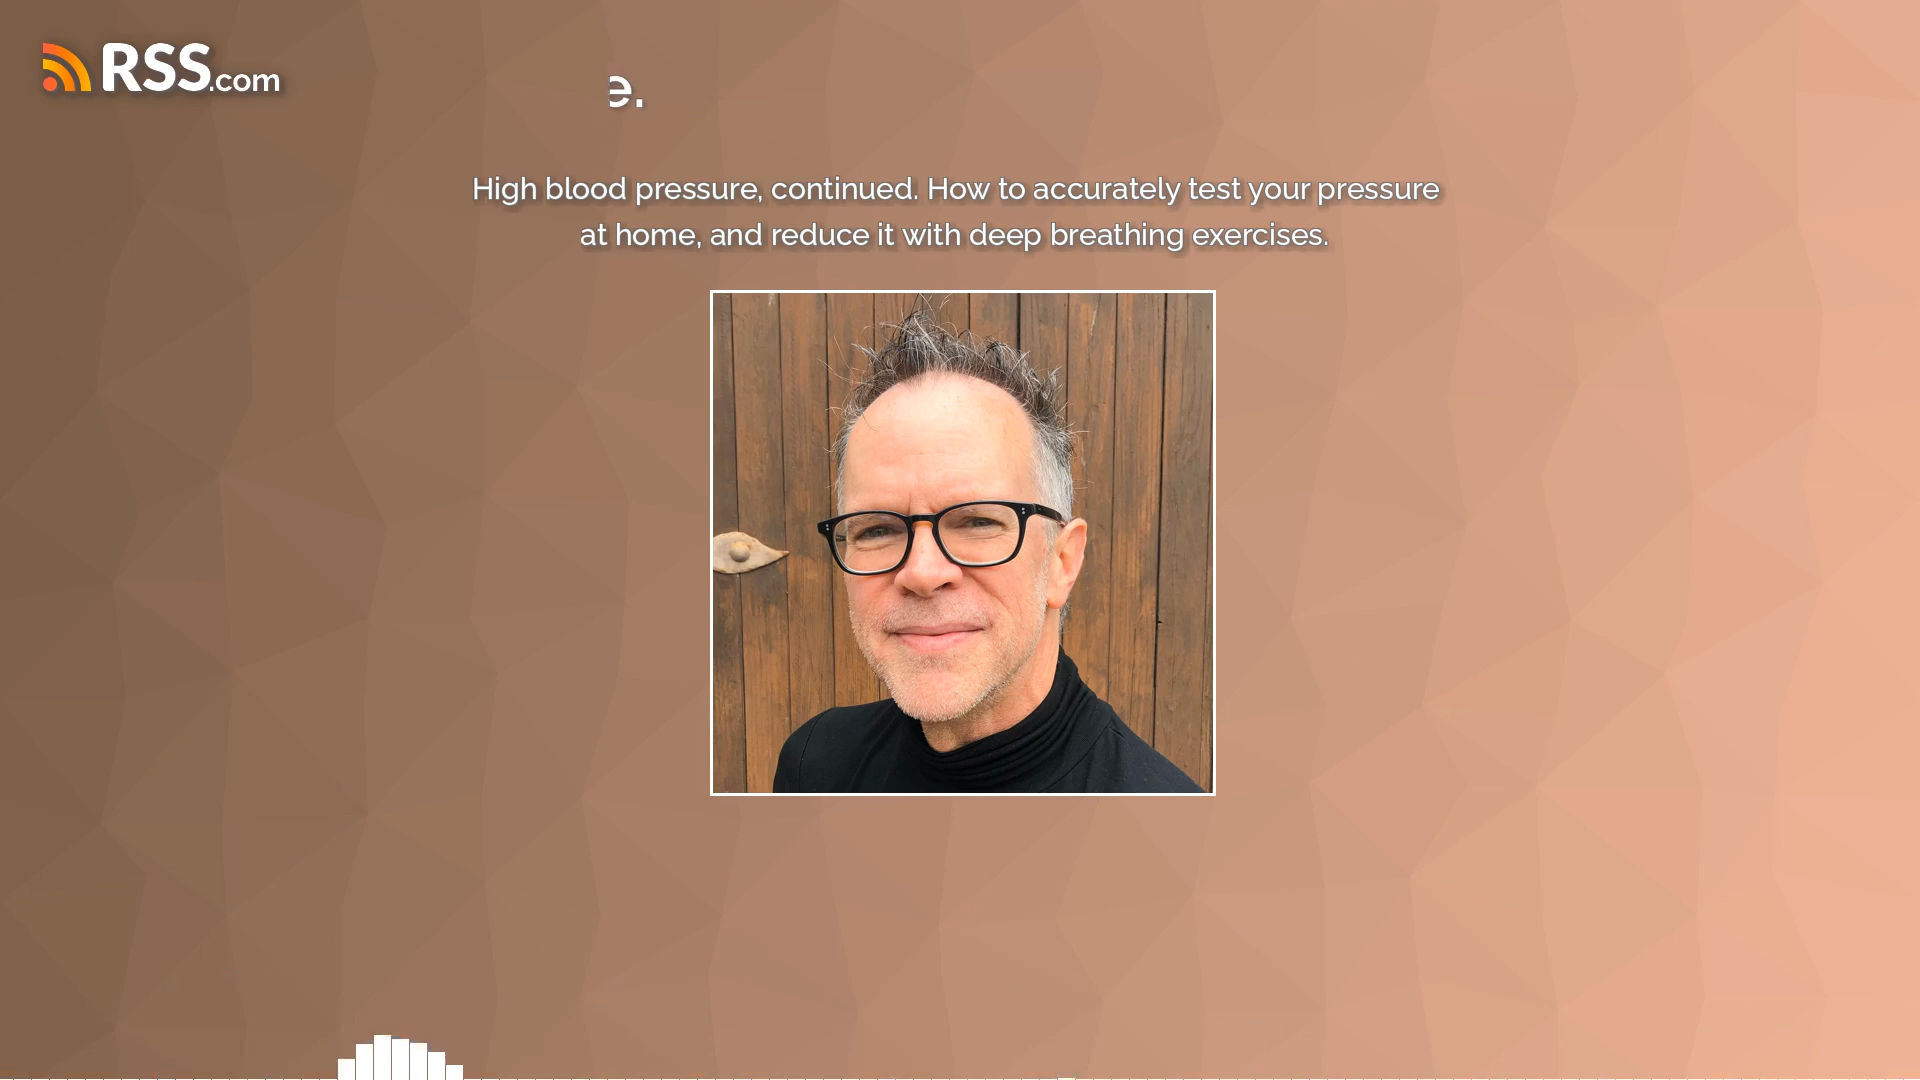 RSS.com
e.
High blood pressure, continued. How to accurately test your pressure
at home, and reduce it with deep breathing exercises.